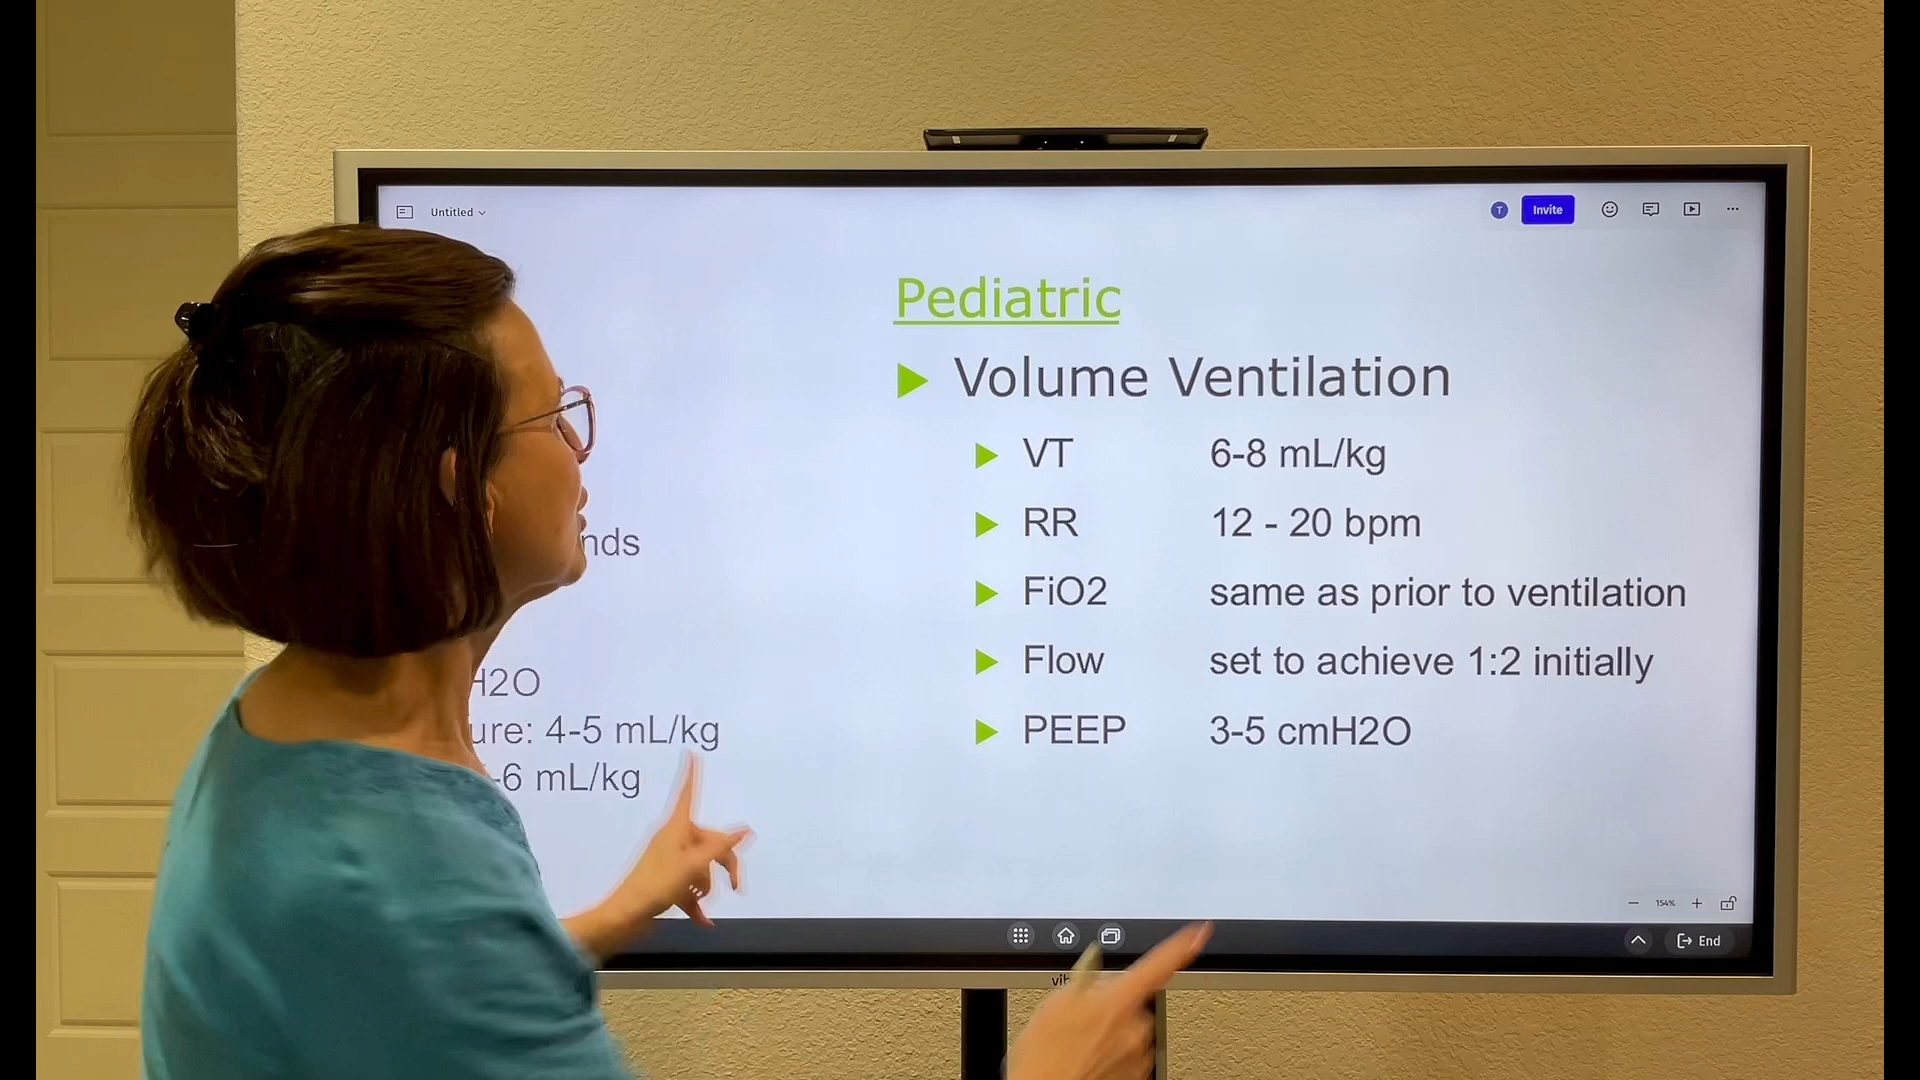 Untitled
T
Invite
Pediatric
Volume Ventilation
VT 6-8 mL/kg
RR 12 - 20 bpm
FiO2 same as prior to ventilation
Flow set to achieve 1:2 initially
PEEP 3-5 cmH2O
H2O
4-5 mL/kg
-6 mL/kg
154%
End